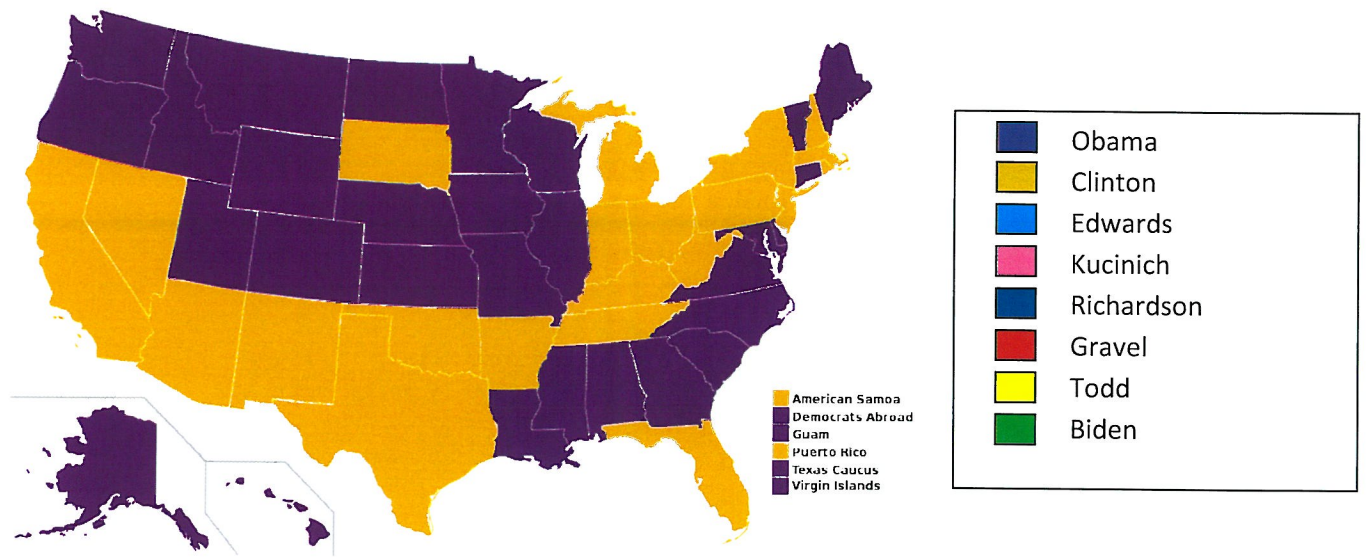 American Samoa
Democrats Abroad
Guam
Puerto Rico
Texas Caucus
Virgin Islands
Obama
Clinton
Edwards
Kucinich
Richardson
Gravel
Todd
Biden